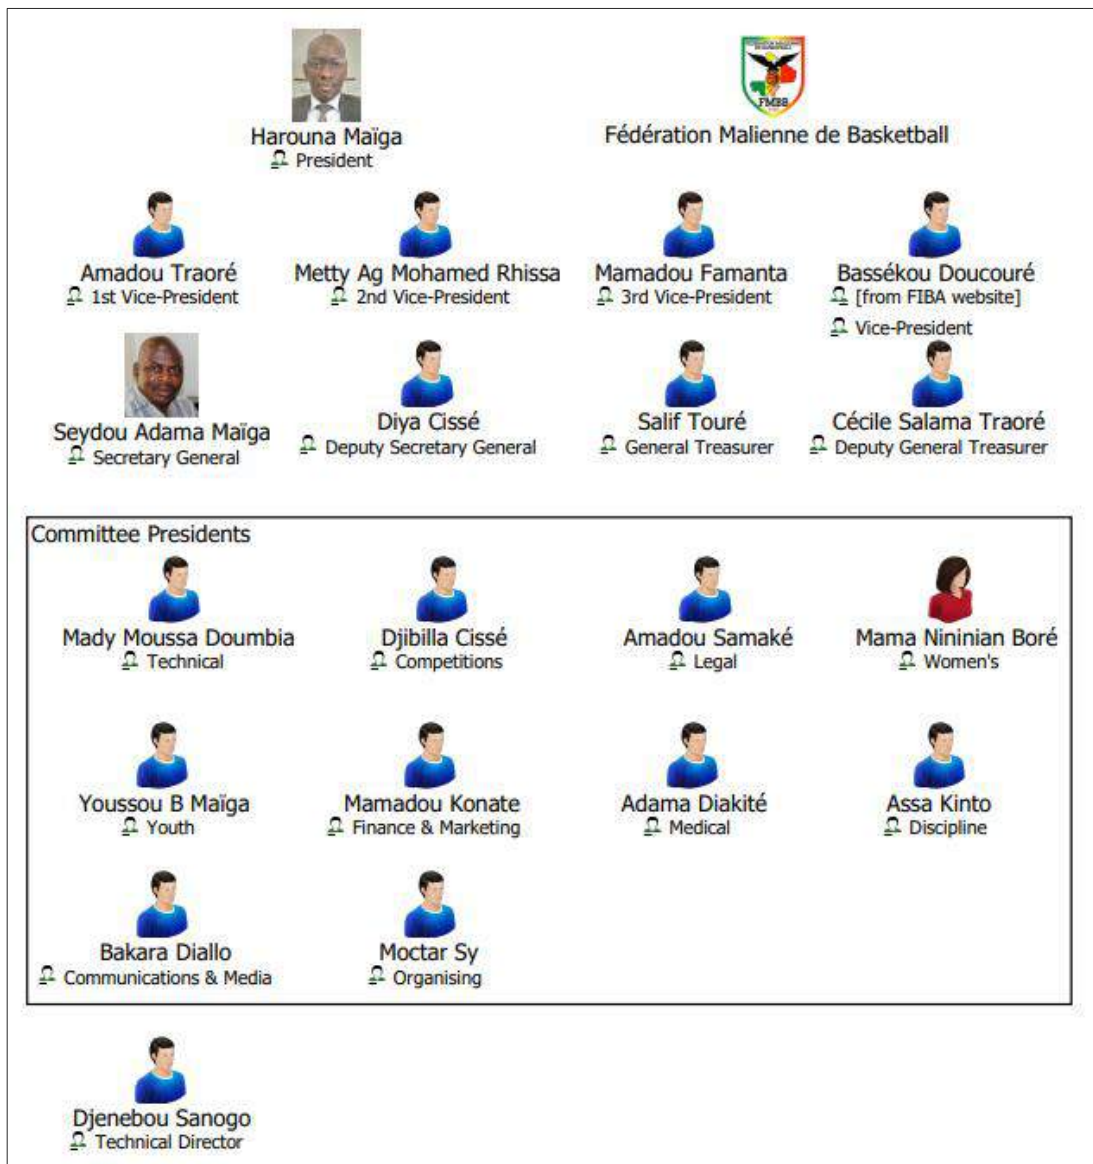 Harouna Maïga
President
FMBB
Fédération Malienne de Basketball
Amadou Traoré
1st Vice-President
Metty Ag Mohamed Rhissa
2nd Vice-President
Mamadou Famanta
3rd Vice-President
Bassékou Doucouré
[from FIBA website]
Vice-President
Seydou Adama Maïga
Secretary General
Diya Cissé
Deputy Secretary General
Salif Touré
General Treasurer
Cécile Salama Traoré
Deputy General Treasurer
Committee Presidents
Mady Moussa Doumbia
Technical
Djibilla Cissé
Competitions
Amadou Samaké
Legal
Mama Nininian Boré
Women's
Youssou B Maïga
Youth
Mamadou Konate
Finance & Marketing
Adama Diakité
Medical
Assa Kinto
Discipline
Bakara Diallo
Communications & Media
Moctar Sy
Organising
Djenebou Sanogo
Technical Director